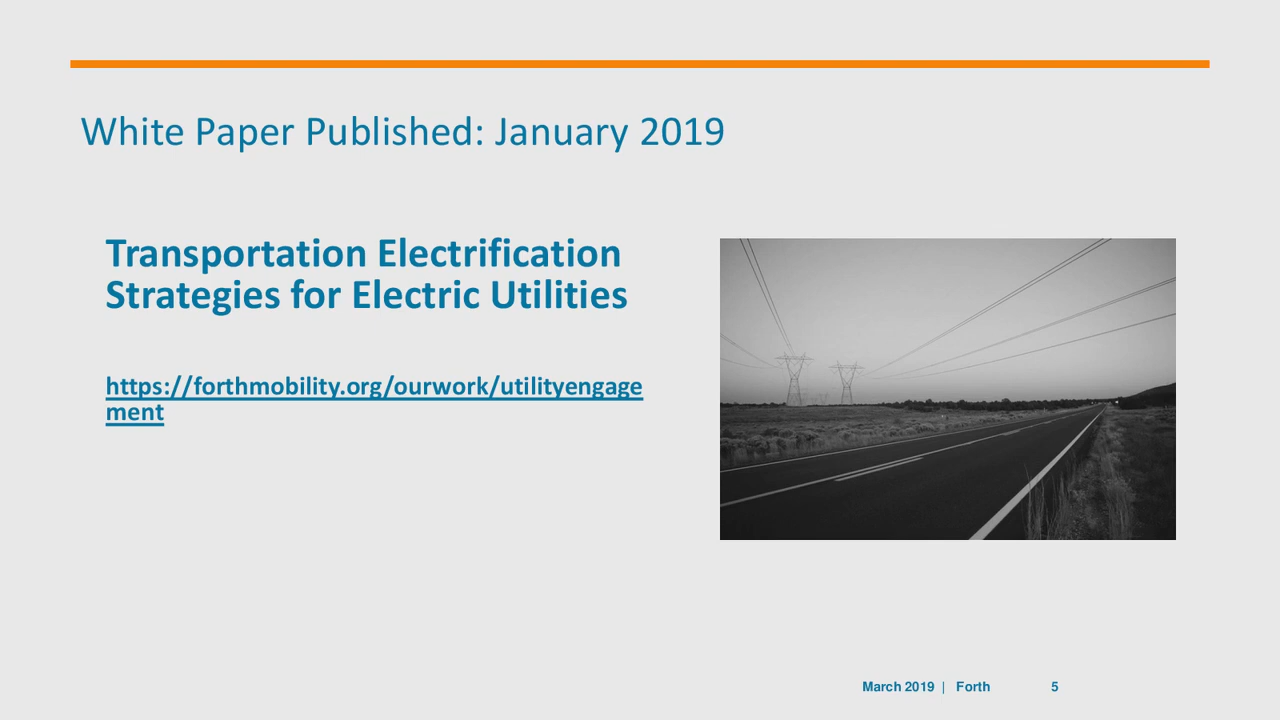 White Paper Published: January 2019
Transportation Electrification
Strategies for Electric Utilities
https://forthmobility.org/ourwork/utilityengage
ment
March 2019 | Forth 5